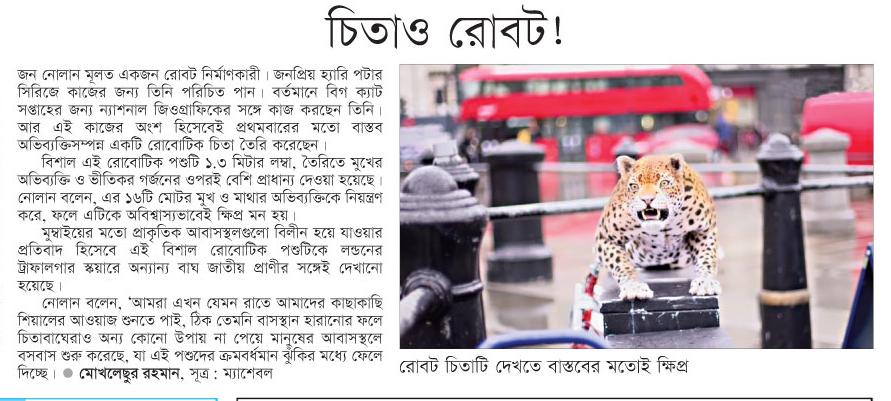 চিতাও রোবট!
জন নোলান মূলত একজন রোবট নির্মাণকারী। জনপ্রিয় হ্যারি পটার
সিরিজে কাজের জন্য তিনি পরিচিত পান। বর্তমানে বিগ ক্যাট
সপ্তাহের জন্য ন্যাশনাল জিওগ্রাফিকের সঙ্গে কাজ করছেন তিনি।
আর এই কাজের অংশ হিসেবেই প্রথমবারের মতো বাস্তব
অভিব্যক্তিসম্পন্ন একটি রোবোটিক চিতা তৈরি করেছেন।
বিশাল এই রোবোটিক পশুটি ১.৩ মিটার লম্বা, তৈরিতে মুখের
অভিব্যক্তি ও ভীতিকর গর্জনের ওপরই বেশি প্রাধান্য দেওয়া হয়েছে।
নোলান বলেন, এর ১৬টি মোটর মুখ ও মাথার অভিব্যক্তিকে নিয়ন্ত্রণ
করে, ফলে এটিকে অবিশ্বাস্যভাবেই ক্ষিপ্র মন হয়।
মুম্বাইয়ের মতো প্রাকৃতিক আবাসস্থলগুলো বিলীন হয়ে যাওয়ার
প্রতিবাদ হিসেবে এই বিশাল রোবোটিক পশুটিকে লন্ডনের
ট্রাফালগার স্কয়ারে অন্যান্য বাঘ জাতীয় প্রাণীর সঙ্গেই দেখানো
হয়েছে।
নোলান বলেন, ‘আমরা এখন যেমন রাতে আমাদের কাছাকাছি
শিয়ালের আওয়াজ শুনতে পাই, ঠিক তেমনি বাসস্থান হারানোর ফলে
চিতাবাঘেরাও অন্য কোনো উপায় না পেয়ে মানুষের আবাসস্থলে
বসবাস শুরু করেছে, যা এই পশুদের ক্রমবর্ধমান ঝুঁকির মধ্যে ফেলে
দিচ্ছে। ● মোখলেছুর রহমান, সূত্র : ম্যাশেবল
রোবট চিতাটি দেখতে বাস্তবের মতোই ক্ষিপ্র